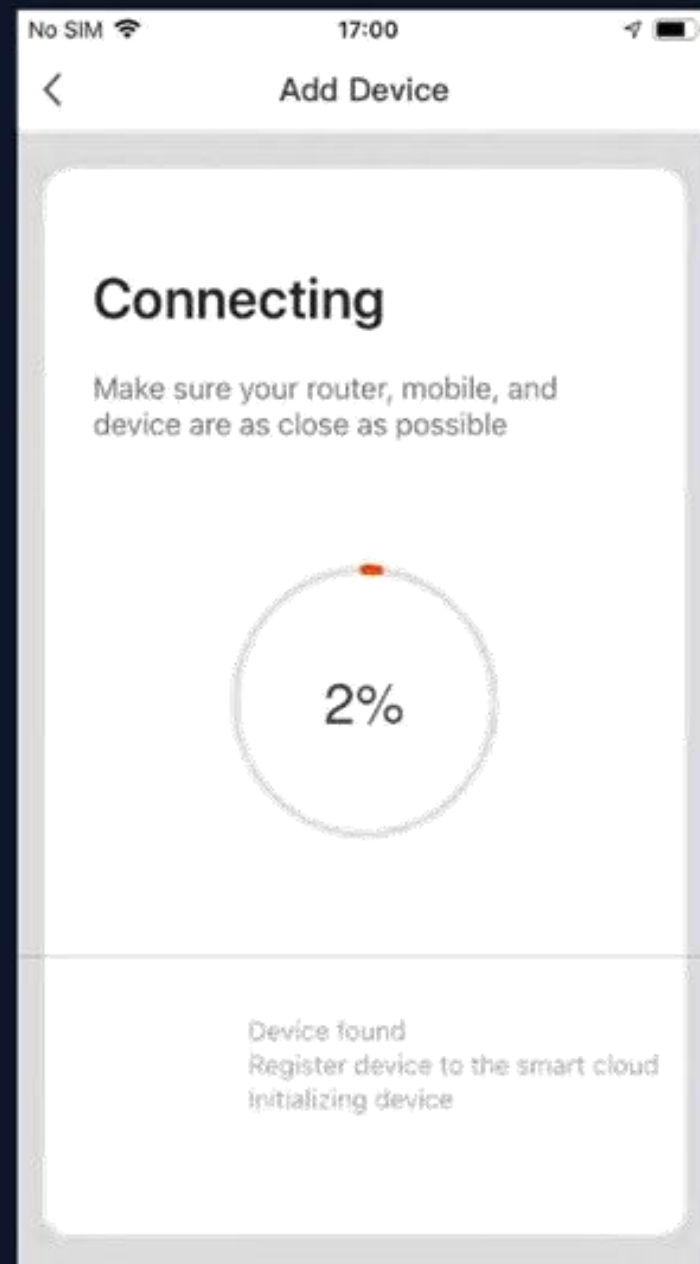 No SIM 17:00
Add Device
Connecting
Make sure your router, mobile, and
device are as close as possible
2%
Device found
Register device to the smart cloud
Initializing device